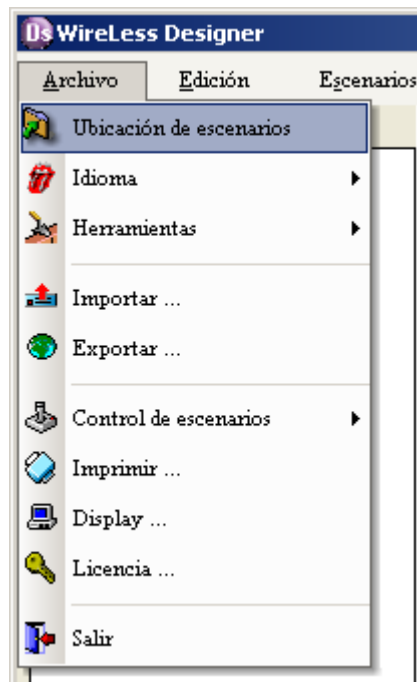 Ds WireLess Designer
Archivo Edición Escenarios
Ubicación de escenarios
Idioma
Herramientas
Importar ...
Exportar ...
Control de escenarios
Imprimir ...
Display ...
Licencia ...
Salir